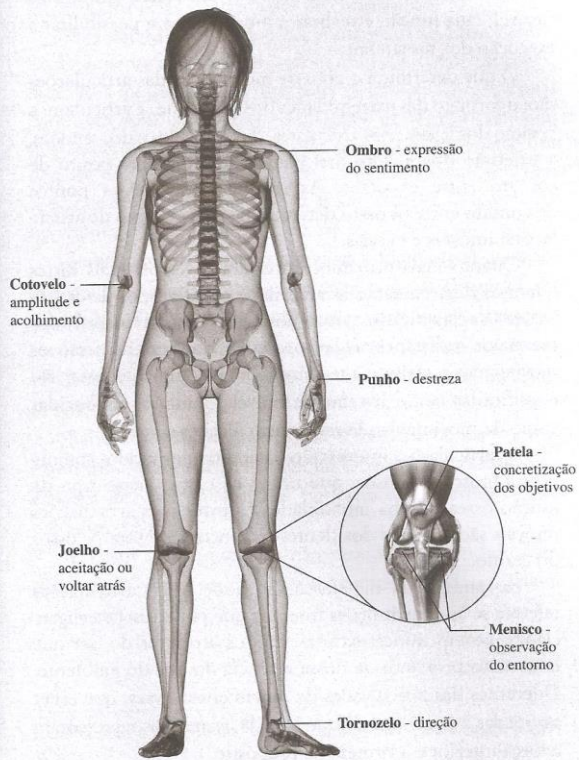 Ombro - expressão
do sentimento
Cotovelo -
amplitude e
acolhimento
Punho - destreza
Patela -
concretização
dos objetivos
Joelho -
aceitação ou
voltar atrás
Menisco -
observação
do entorno
Tornozelo - direção